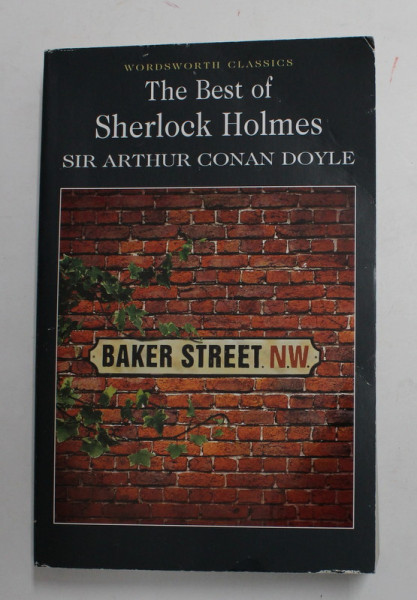 WORDSWORTH CLASSICS
The Best of
Sherlock Holmes
SIR ARTHUR CONAN DOYLE
BAKER STREET. N.W.